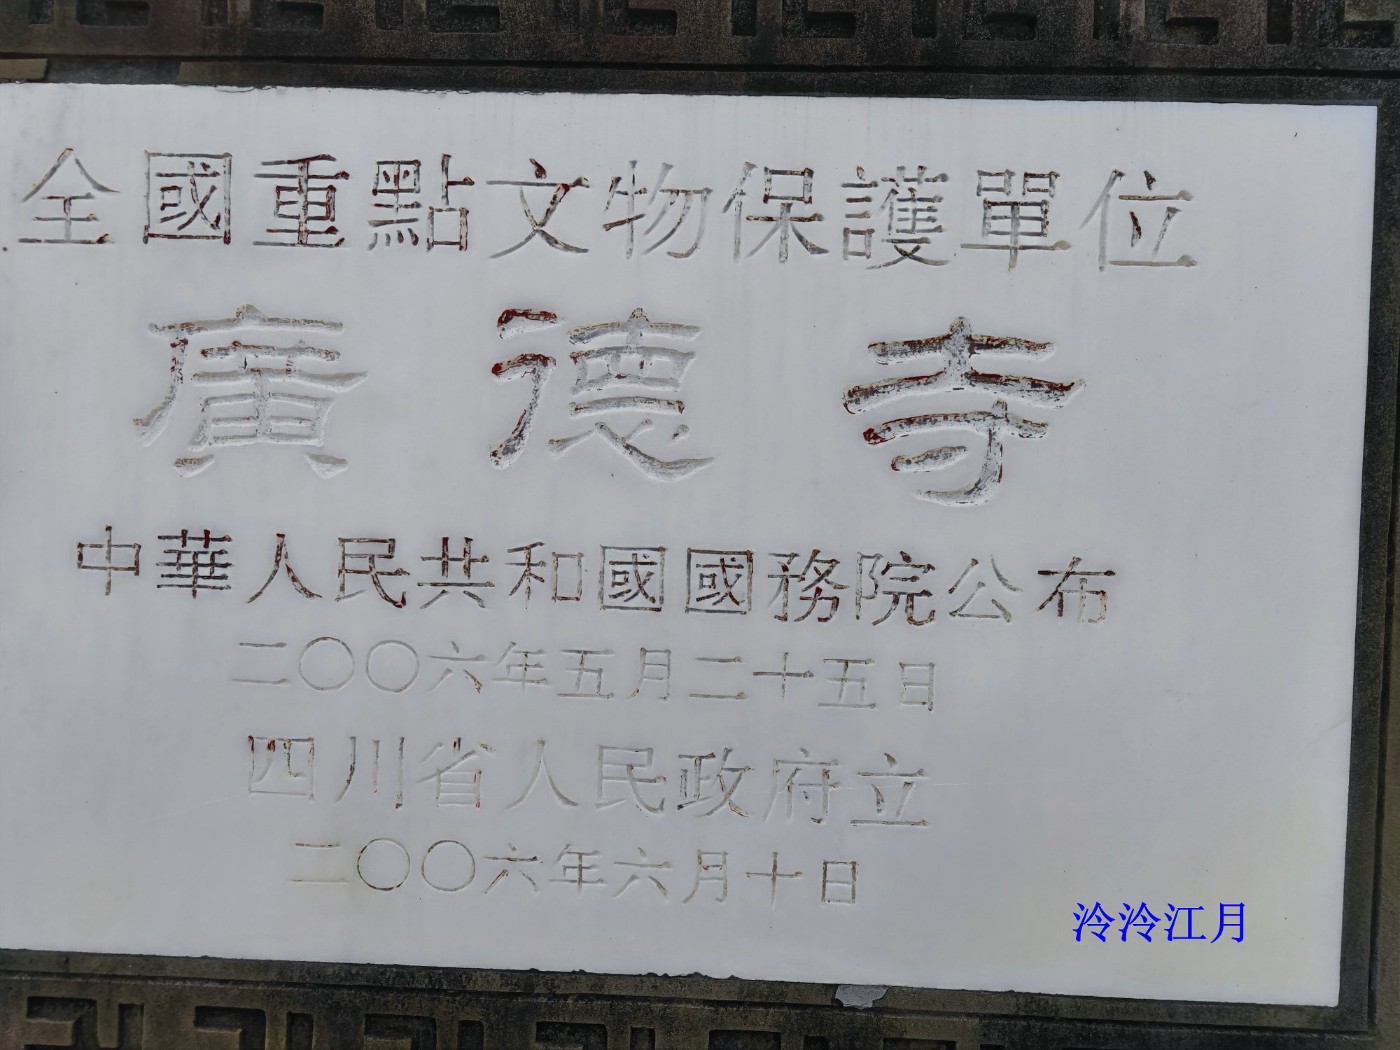 全國重點文物保護單位
廣德寺
中華人民共和國國務院公布
二〇〇六年五月二十五日
四川省人民政府立
二〇〇六年六月十日
泠泠江月